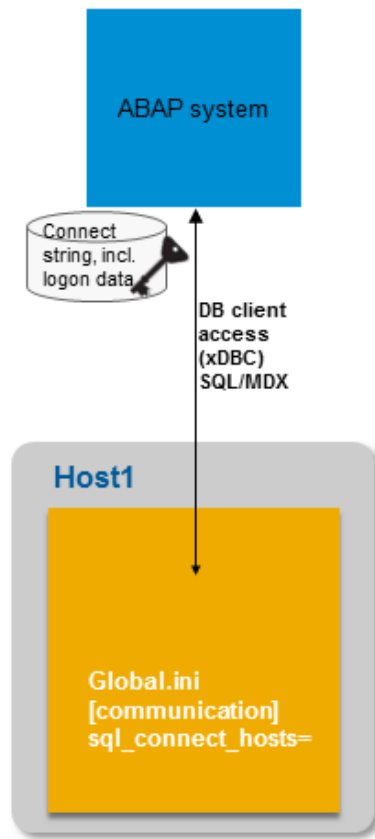 ABAP system
Connect
string, incl.
logon data
DB client
access
(xDBC)
SQL/MDX
Host1
Global.ini
[communication]
sql_connect_hosts=